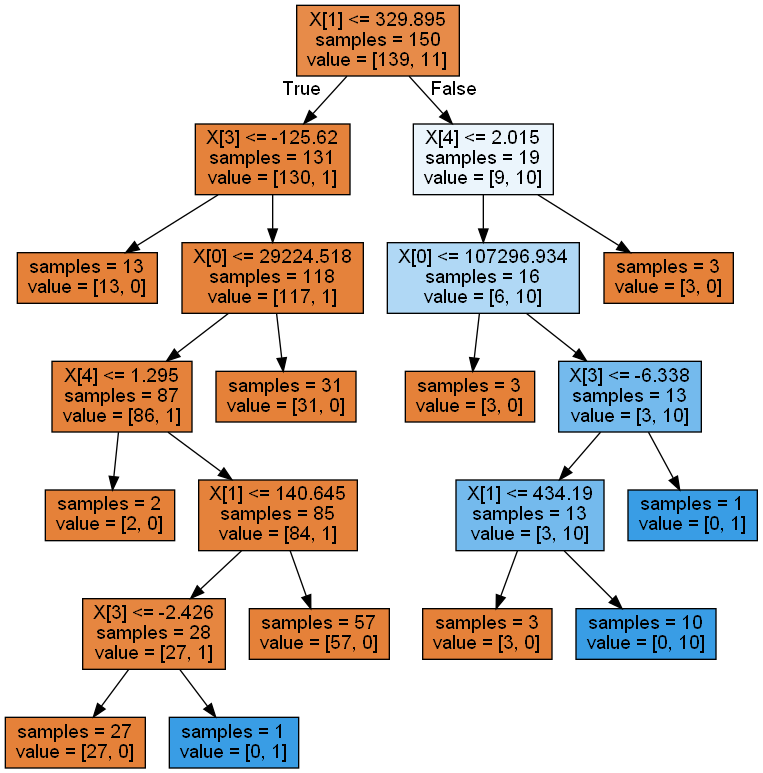 X[1] <= 329.895
samples = 150
value = [139, 11]
True
False
X[3] <= -125.62
samples = 131
value = [130, 1]
X[4] <= 2.015
samples = 19
value = [9, 10]
samples = 13
value = [13, 0]
X[0] <= 29224.518
samples = 118
value = [117, 1]
X[0] <= 107296.934
samples = 16
value = [6, 10]
samples = 3
value = [3, 0]
X[4] <= 1.295
samples = 87
value = [86, 1]
samples = 31
value = [31, 0]
samples = 3
value = [3, 0]
X[3] <= -6.338
samples = 13
value = [3, 10]
samples = 2
value = [2, 0]
X[1] <= 140.645
samples = 85
value = [84, 1]
X[1] <= 434.19
samples = 13
value = [3, 10]
samples = 1
value = [0, 1]
X[3] <= -2.426
samples = 28
value = [27, 1]
samples = 57
value = [57, 0]
samples = 3
value = [3, 0]
samples = 10
value = [0, 10]
samples = 27
value = [27, 0]
samples = 1
value = [0, 1]